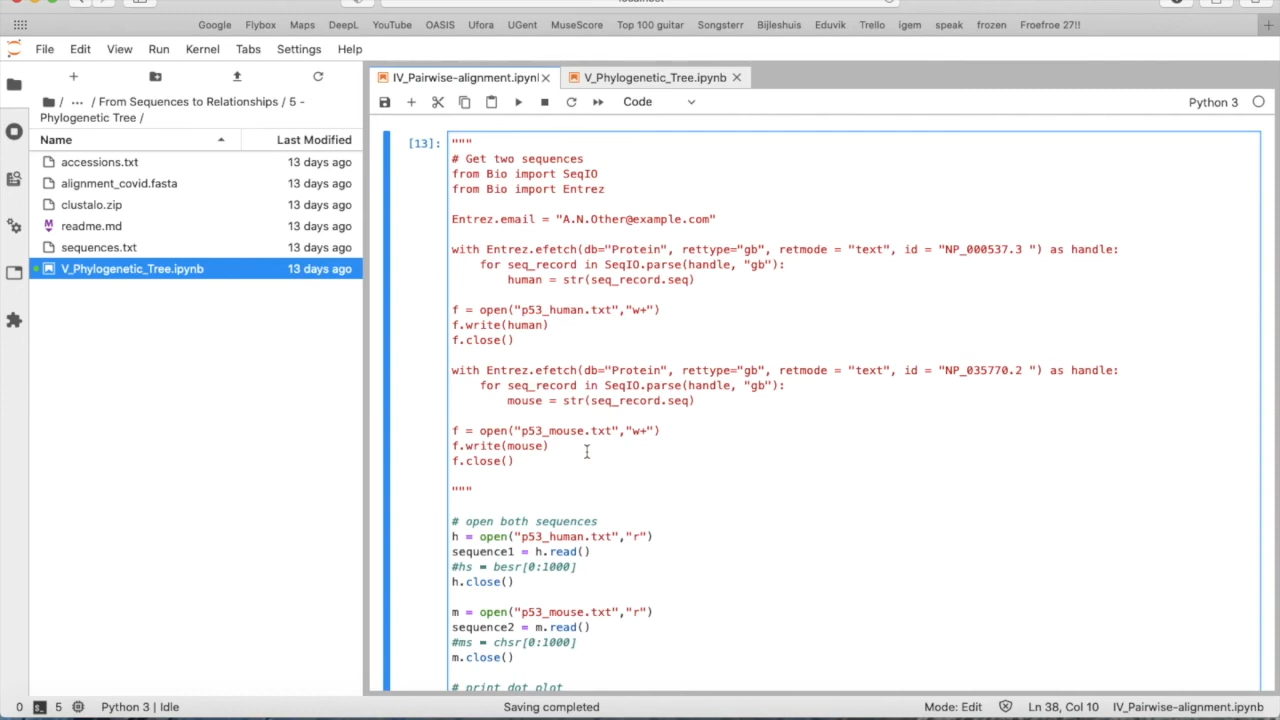 localhost
Google Flybox Maps DeepL YouTube OASIS Ufora UGent MuseScore Top 100 guitar Songsterr Bijleshuis Eduvik Trello igem speak frozen Froefroe 27!!
File Edit View Run Kernel Tabs Settings Help
IV_Pairwise-alignment.ipynl V_Phylogenetic_Tree.ipynb
/ ... / From Sequences to Relationships / 5 -
Phylogenetic Tree /
Code Python 3
Name Last Modified
accessions.txt 13 days ago
alignment_covid.fasta 13 days ago
clustalo.zip 13 days ago
readme.md 13 days ago
sequences.txt 13 days ago
V_Phylogenetic_Tree.ipynb 13 days ago
[13]: """
# Get two sequences
from Bio import SeqIO
from Bio import Entrez
Entrez.email = "A.N.Other@example.com"
with Entrez.efetch(db="Protein", rettype="gb", retmode = "text", id = "NP_000537.3 ") as handle:
for seq_record in SeqIO.parse(handle, "gb"):
human = str(seq_record.seq)
f = open("p53_human.txt","w+")
f.write(human)
f.close()
with Entrez.efetch(db="Protein", rettype="gb", retmode = "text", id = "NP_035770.2 ") as handle:
for seq_record in SeqIO.parse(handle, "gb"):
mouse = str(seq_record.seq)
f = open("p53_mouse.txt","w+")
f.write(mouse)
f.close()
"""
# open both sequences
h = open("p53_human.txt","r")
sequence1 = h.read()
#hs = besr[0:1000]
h.close()
m = open("p53_mouse.txt","r")
sequence2 = m.read()
#ms = chsr[0:1000]
m.close()
# print dot plot
0 5 Python 3 | Idle Saving completed Mode: Edit Ln 38, Col 10 IV_Pairwise-alignment.ipynb